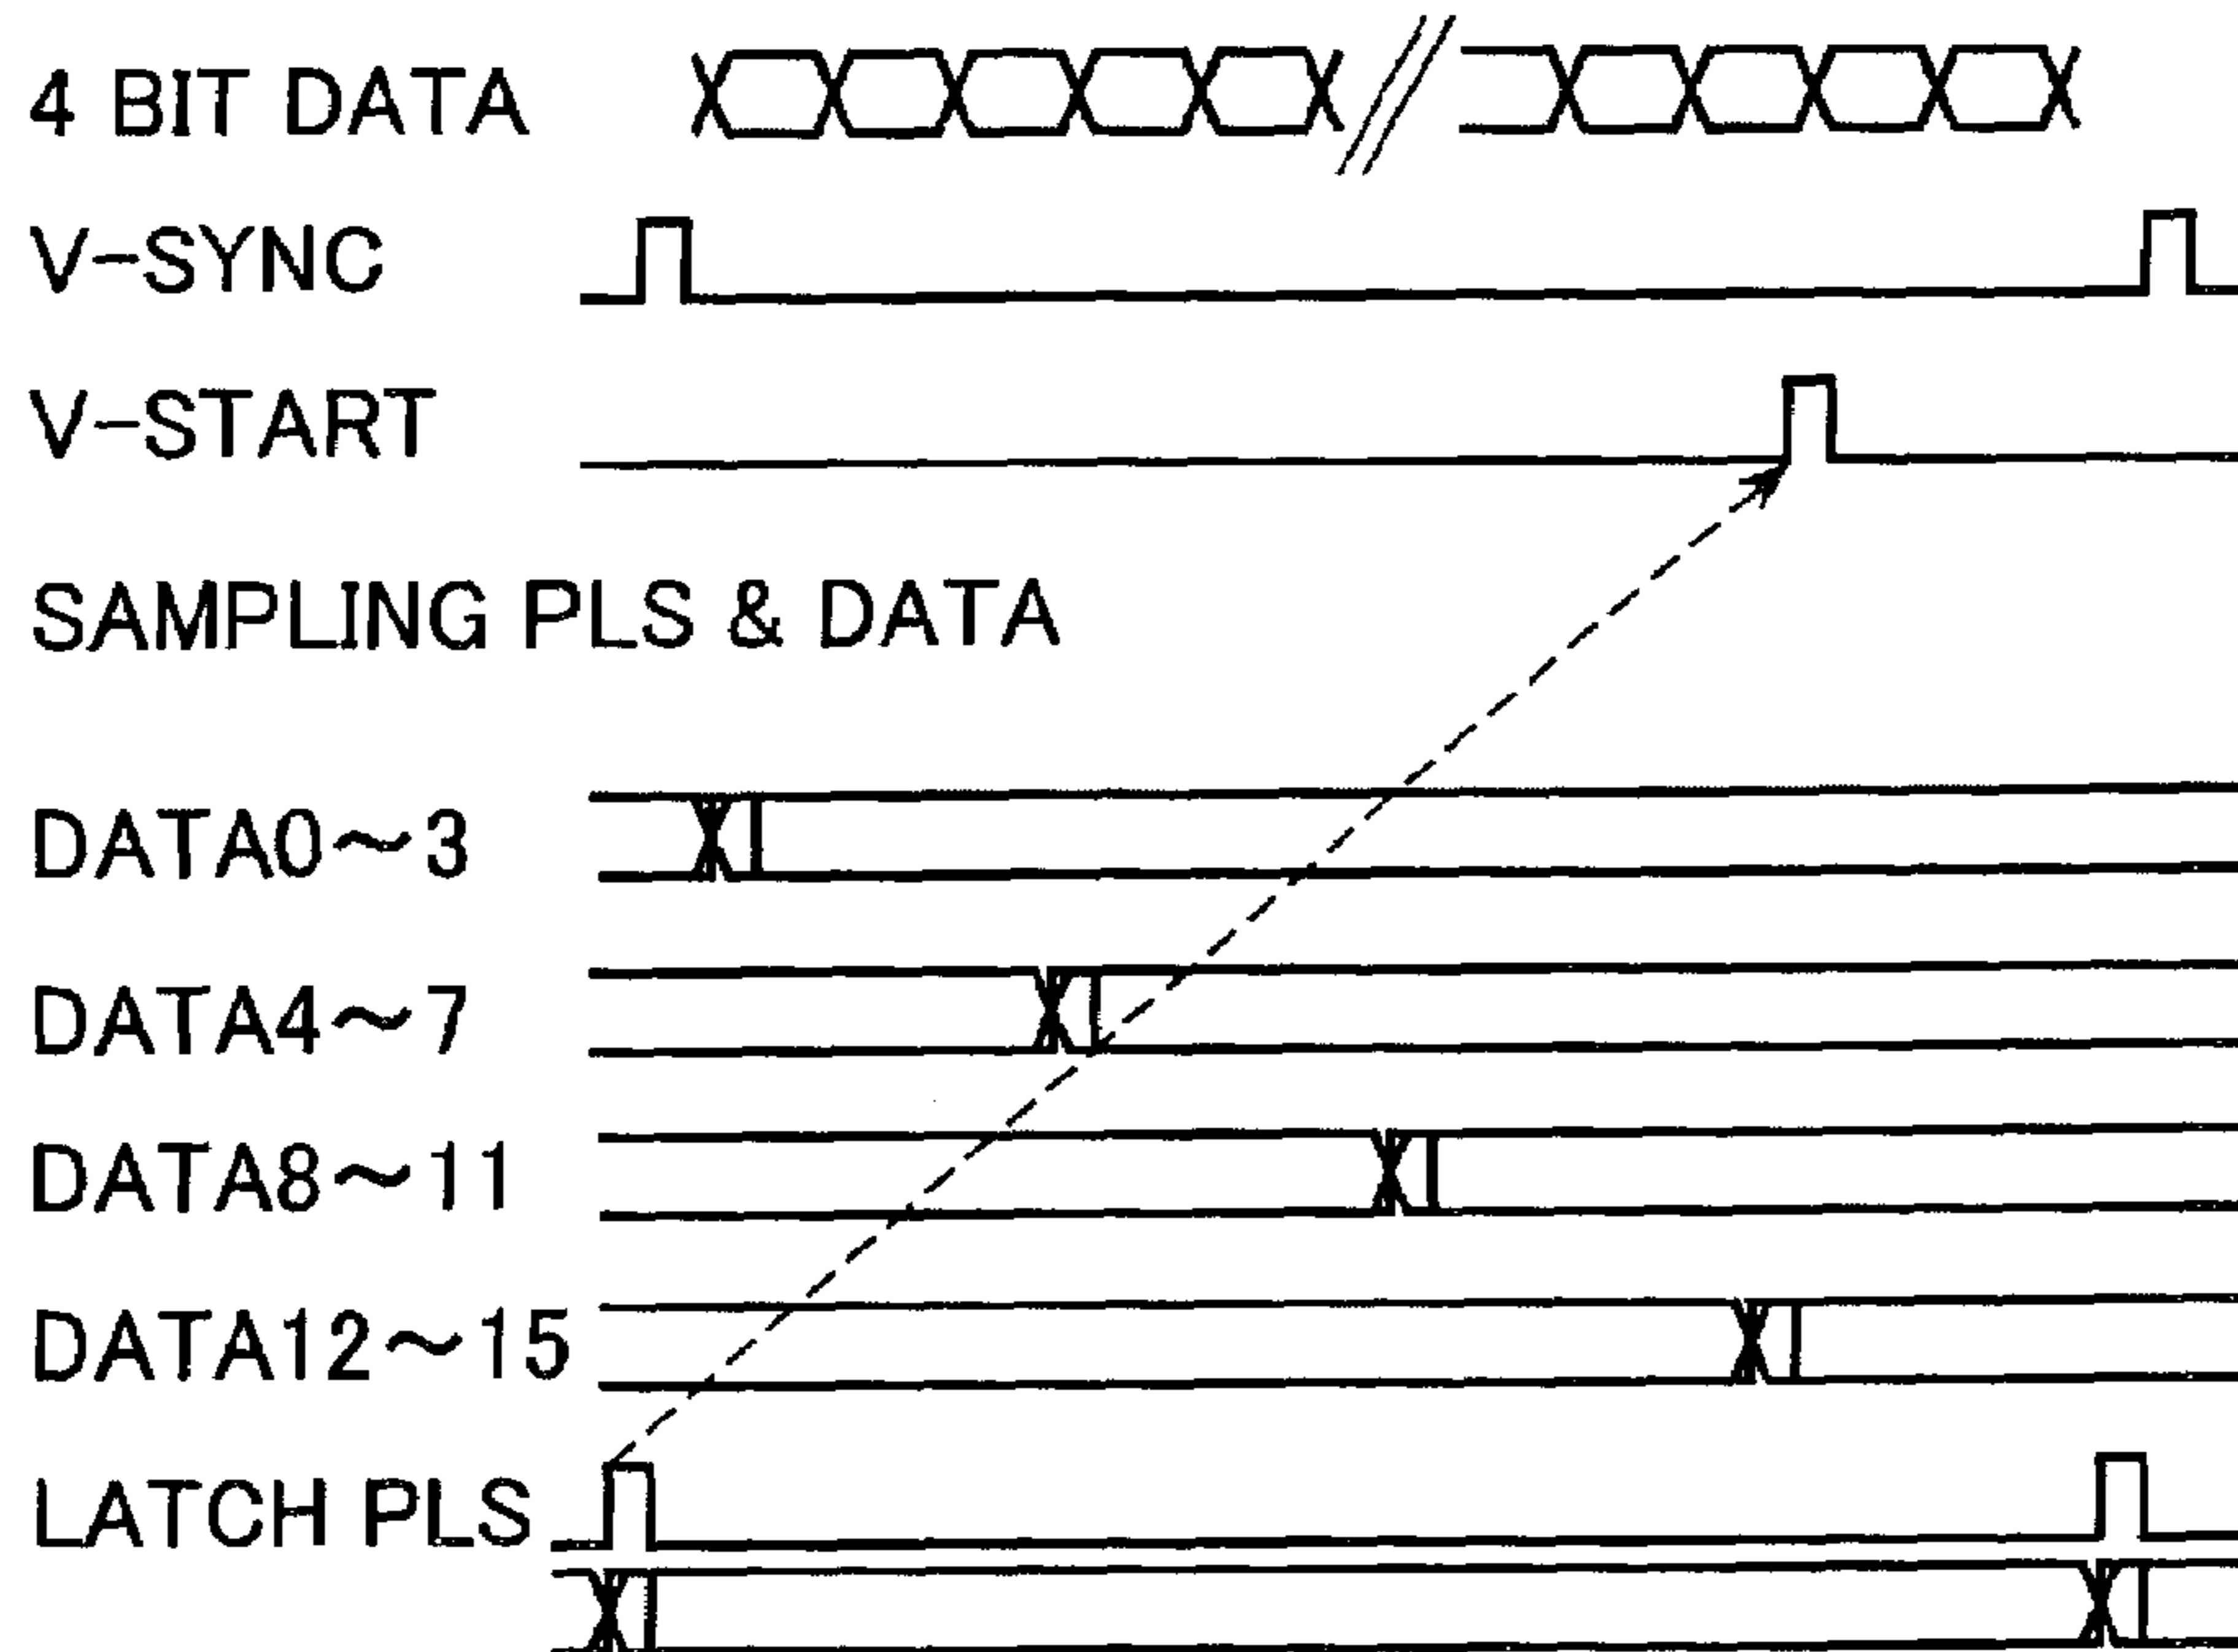 4 BIT DATA
V-SYNC
V-START
SAMPLING PLS & DATA
DATA0～3
DATA4～7
DATA8～11
DATA12～15
LATCH PLS